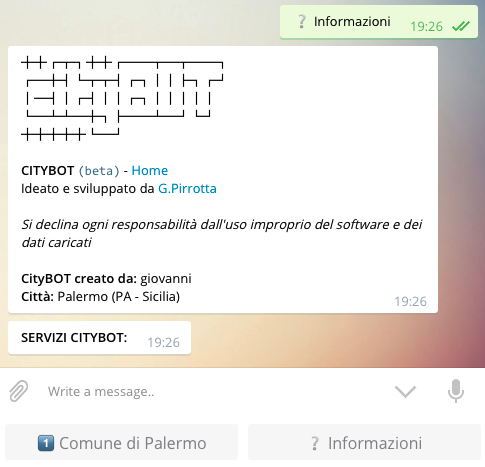 ❔ Informazioni 19:26
CITYBOT (beta) - Home
Ideato e sviluppato da G.Pirrotta
Si declina ogni responsabilità dall'uso improprio del software e dei
dati caricati
CityBOT creato da: giovanni
Città: Palermo (PA - Sicilia)
19:26
SERVIZI CITYBOT: 19:26
Write a message..
1️⃣ Comune di Palermo
❔ Informazioni